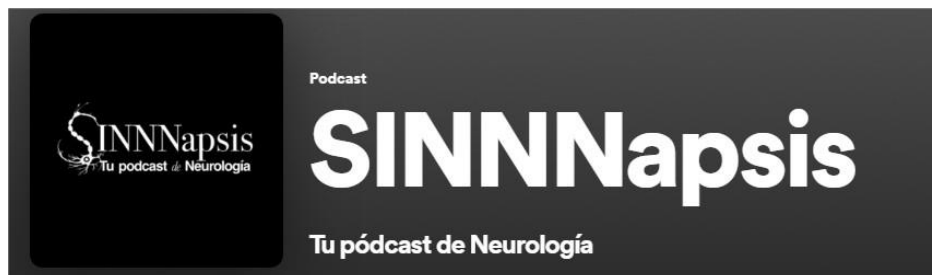 SINNNapsis
Tu podcast de Neurología
Podcast
SINNNapsis
Tu pódcast de Neurología